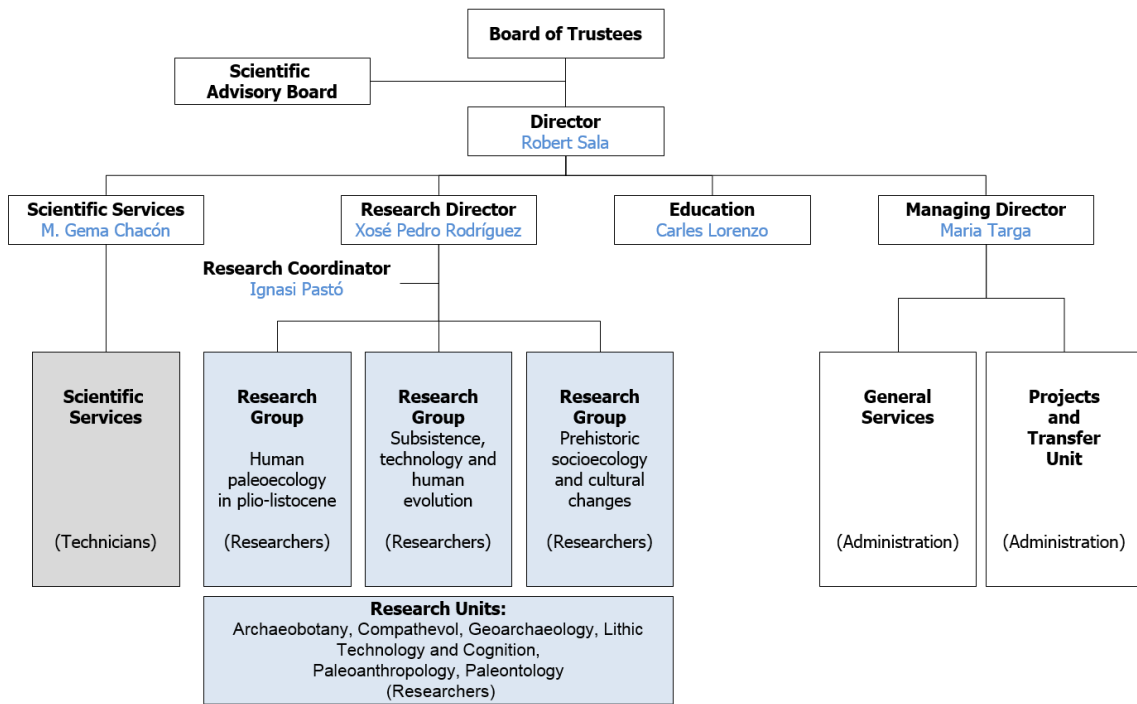 Board of Trustees
Scientific
Advisory Board
Director
Robert Sala
Scientific Services
M. Gema Chacón
Research Director
Xosé Pedro Rodríguez
Education
Carles Lorenzo
Managing Director
Maria Targa
Research Coordinator
Ignasi Pastó
Scientific
Services
(Technicians)
Research
Group
Human
paleoecology
in plio-listocene
(Researchers)
Research
Group
Subsistence,
technology and
human
evolution
(Researchers)
Research
Group
Prehistoric
socioecology
and cultural
changes
(Researchers)
General
Services
(Administration)
Projects
and
Transfer
Unit
(Administration)
Research Units:
Archaeobotany, Compathevol, Geoarchaeology, Lithic
Technology and Cognition,
Paleoanthropology, Paleontology
(Researchers)